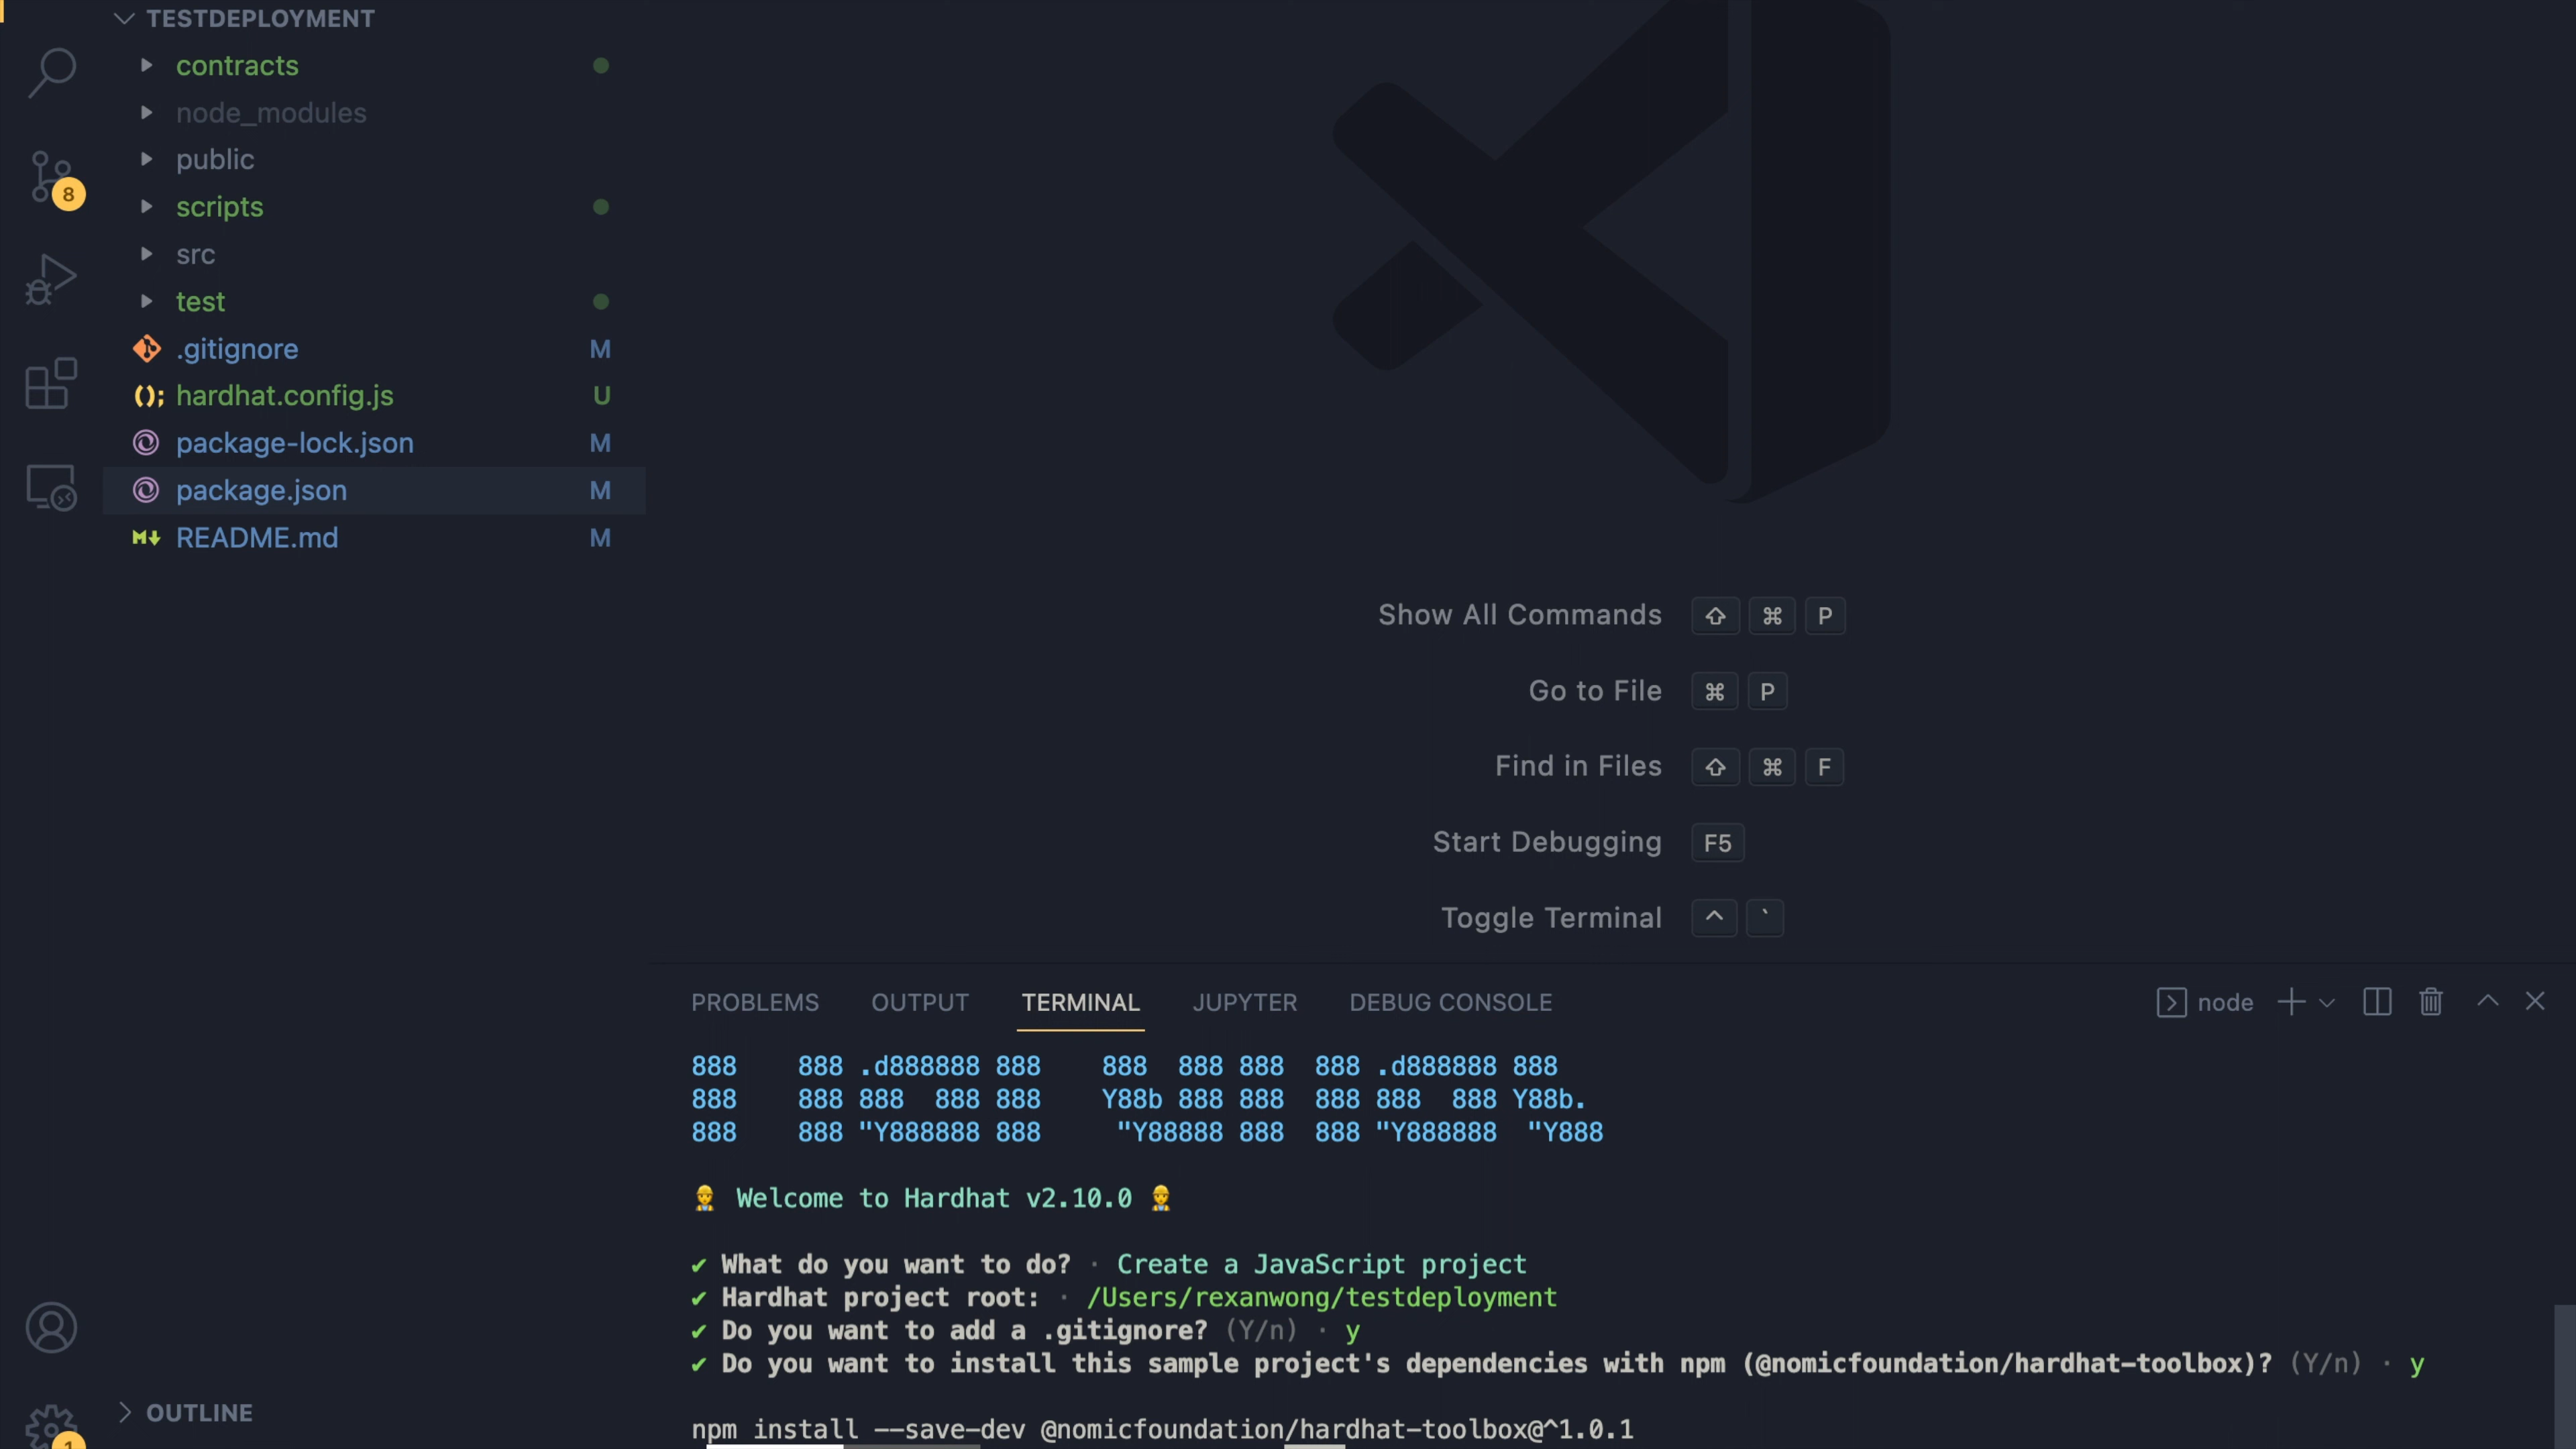 TESTDEPLOYMENT
contracts
node_modules
public
8
scripts
src
test
.gitignore M
hardhat.config.js U
package-lock.json M
package.json M
README.md M
Show All Commands ⇧ ⌘ P
Go to File ⌘ P
Find in Files ⇧ ⌘ F
Start Debugging F5
Toggle Terminal ^ `
PROBLEMS OUTPUT TERMINAL JUPYTER DEBUG CONSOLE node
888    888 .d888888 888    888  888 888  888 .d888888 888
888    888 888  888 888    Y88b 888 888  888 888  888 Y88b.
888    888 "Y888888 888     "Y88888 888  888 "Y888888  "Y888
👷 Welcome to Hardhat v2.10.0 👷
✔ What do you want to do? · Create a JavaScript project
✔ Hardhat project root: · /Users/rexanwong/testdeployment
✔ Do you want to add a .gitignore? (Y/n) · y
✔ Do you want to install this sample project's dependencies with npm (@nomicfoundation/hardhat-toolbox)? (Y/n) · y
OUTLINE
1
npm install --save-dev @nomicfoundation/hardhat-toolbox@^1.0.1